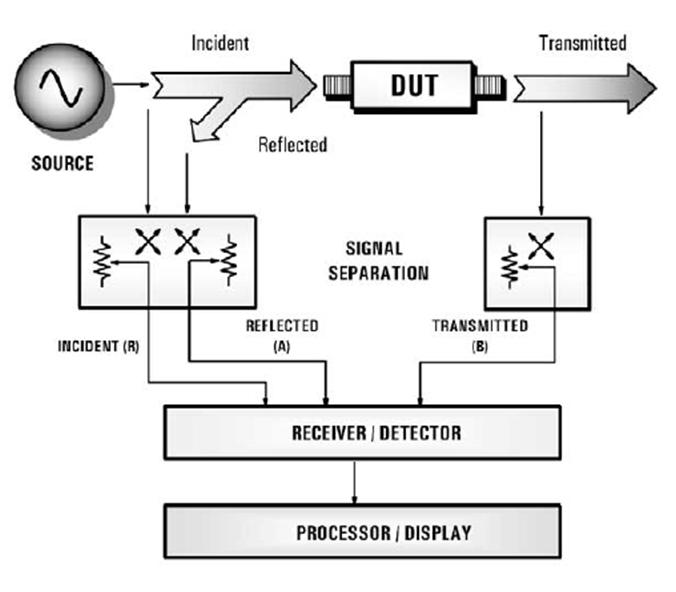 Incident
Transmitted
DUT
Reflected
SOURCE
SIGNAL
SEPARATION
REFLECTED
(A)
TRANSMITTED
(B)
INCIDENT (R)
RECEIVER / DETECTOR
PROCESSOR / DISPLAY